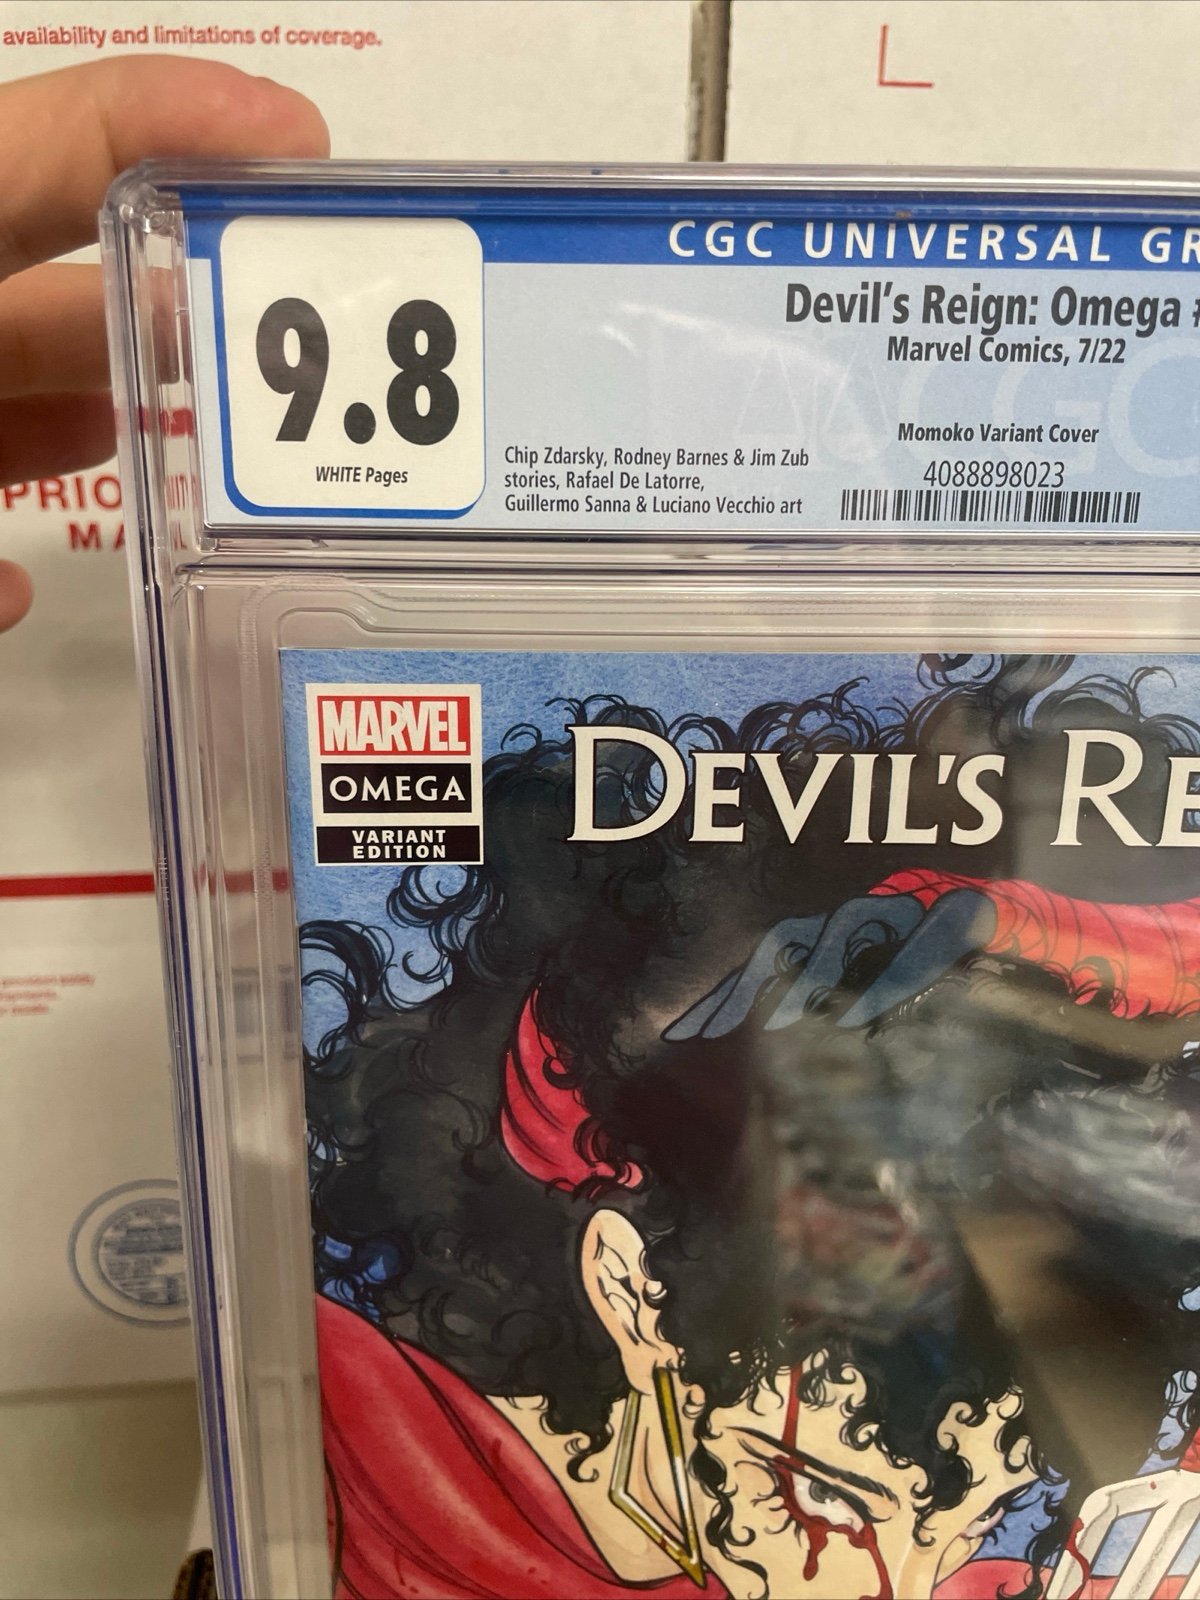 availability and limitations of coverage.
CGC UNIVERSAL GR
9.8
WHITE Pages
Devil's Reign: Omega #
Marvel Comics, 7/22
Momoko Variant Cover
4088898023
Chip Zdarsky, Rodney Barnes & Jim Zub
stories, Rafael De Latorre,
Guillermo Sanna & Luciano Vecchio art
PRIO
MA
MARVEL
OMEGA
VARIANT
EDITION
DEVIL'S RE